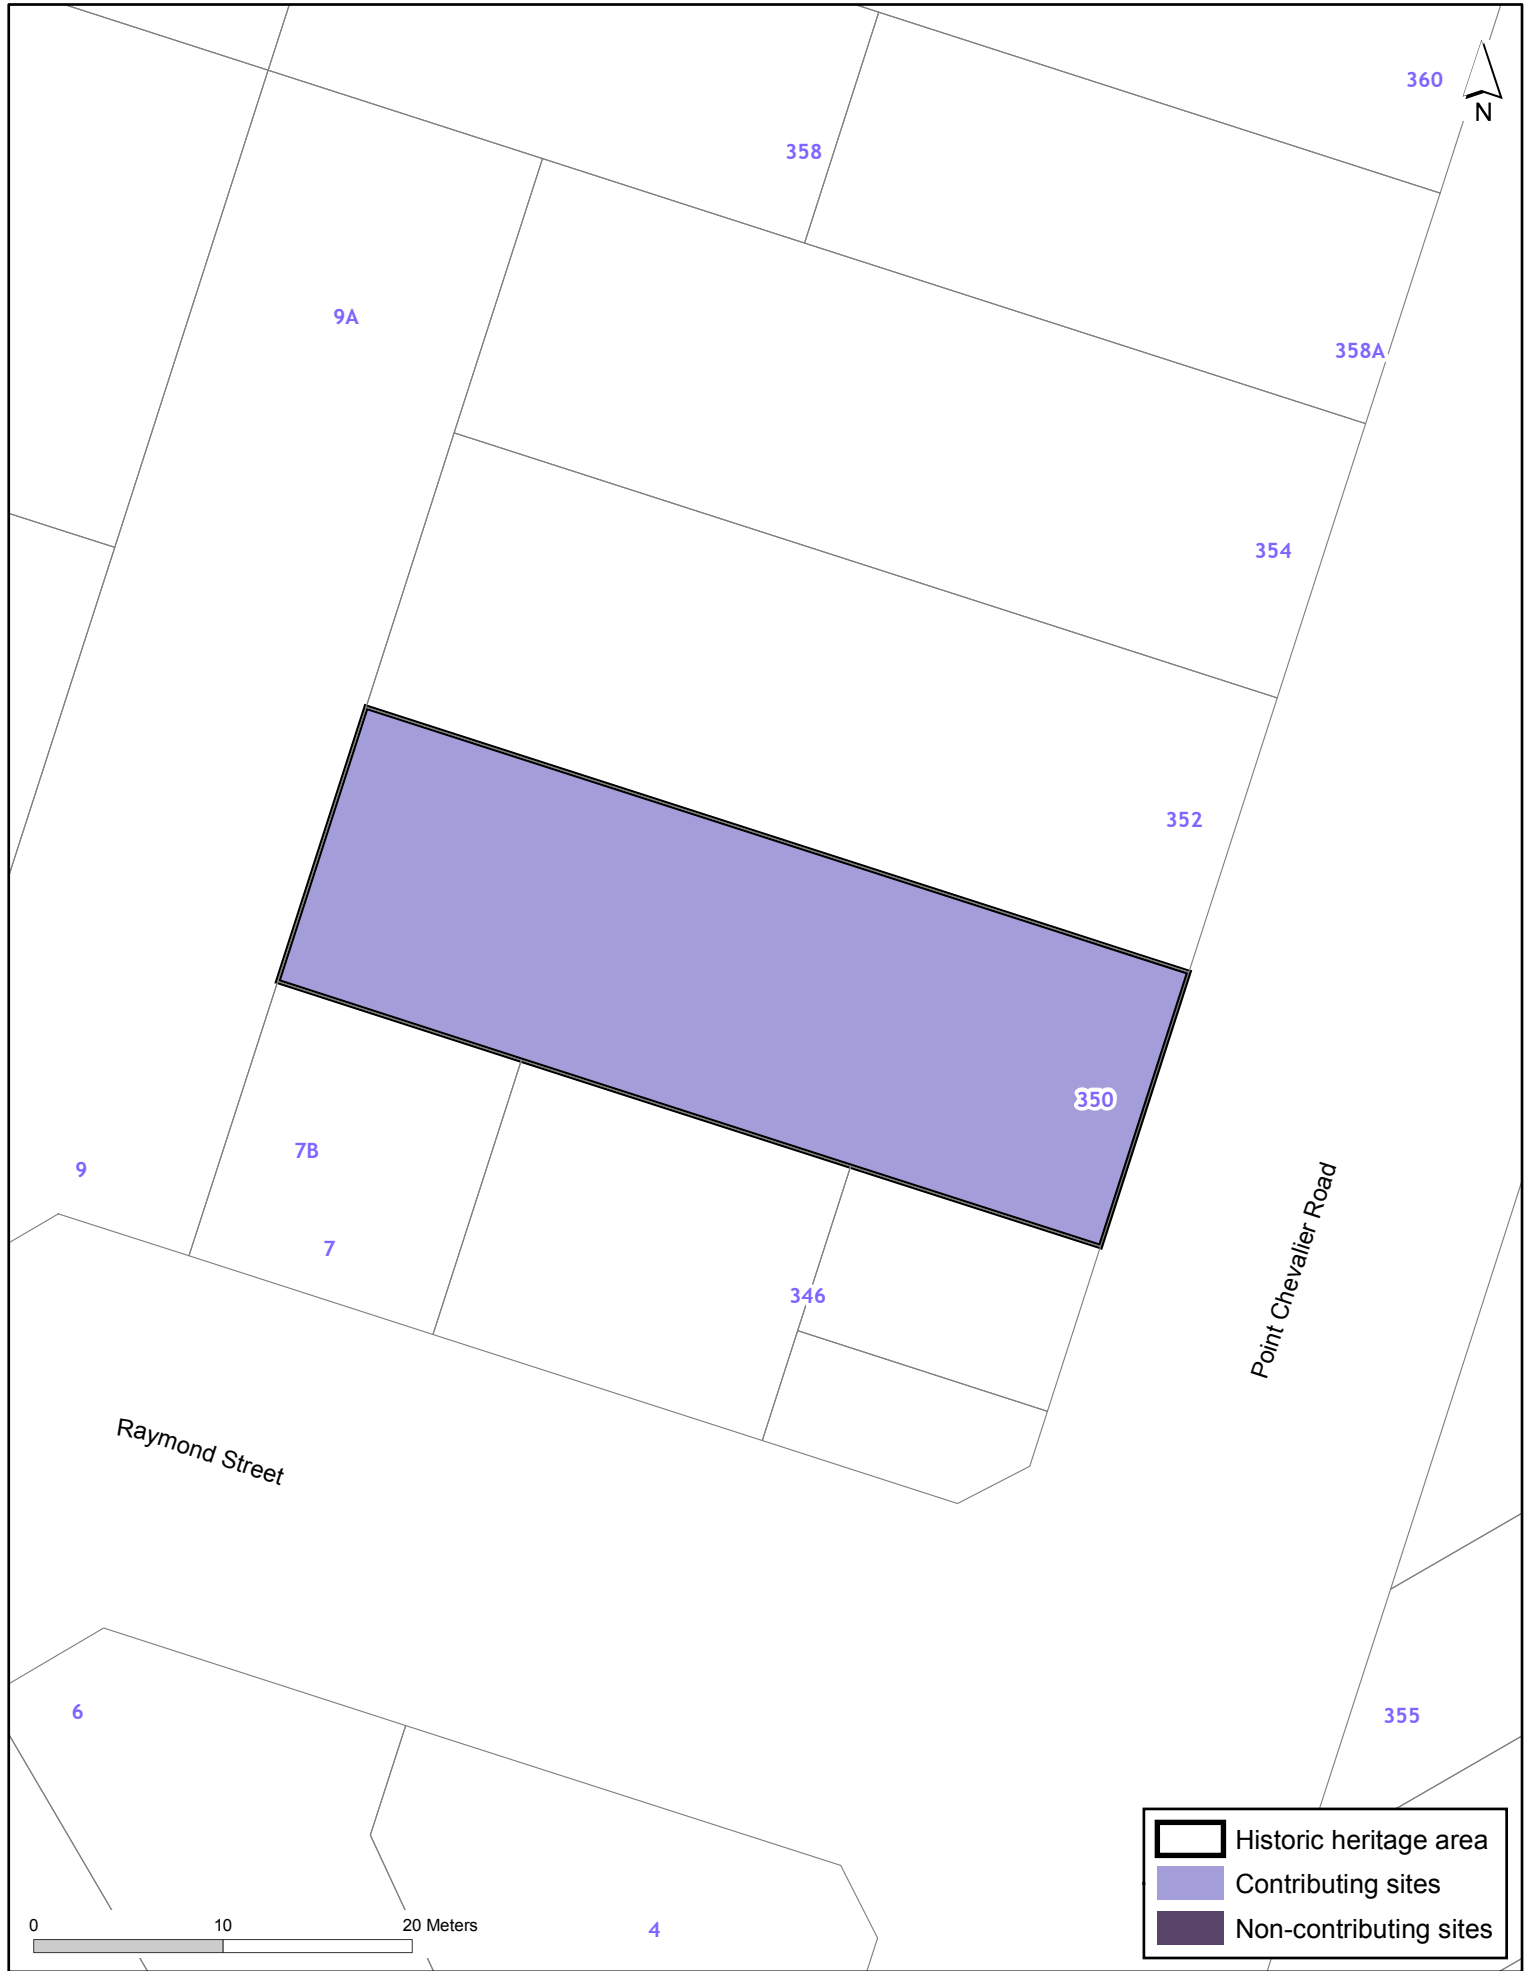 360
N
358
9A
358A
354
352
350
7B
9
7
346
Point Chevalier Road
Raymond Street
6
355
4
Historic heritage area
Contributing sites
Non-contributing sites
0 10 20 Meters